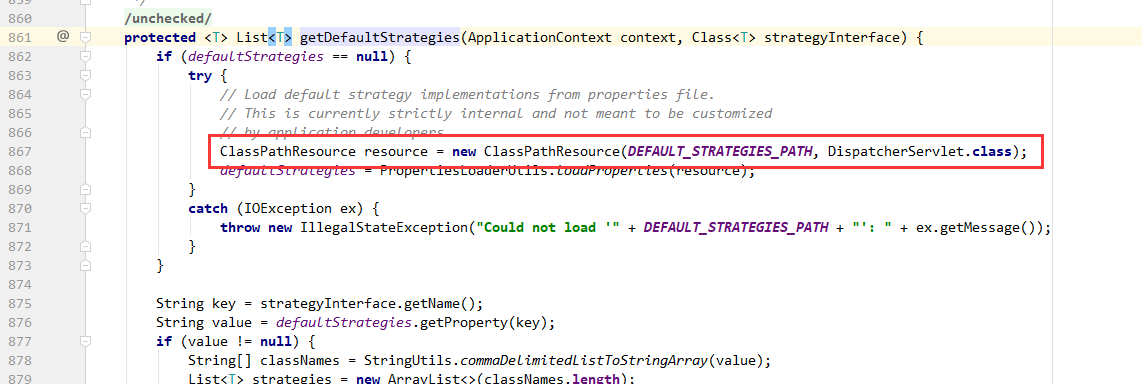 859 */
860 /unchecked/
861 @ protected <T> List<T> getDefaultStrategies(ApplicationContext context, Class<T> strategyInterface) {
862 if (defaultStrategies == null) {
863 try {
864 // Load default strategy implementations from properties file.
865 // This is currently strictly internal and not meant to be customized
866 // by application developers
867 ClassPathResource resource = new ClassPathResource(DEFAULT_STRATEGIES_PATH, DispatcherServlet.class);
868 defaultStrategies = PropertiesLoaderUtils.loadProperties(resource);
869 }
870 catch (IOException ex) {
871 throw new IllegalStateException("Could not load '" + DEFAULT_STRATEGIES_PATH + "': " + ex.getMessage());
872 }
873 }
874
875 String key = strategyInterface.getName();
876 String value = defaultStrategies.getProperty(key);
877 if (value != null) {
878 String[] classNames = StringUtils.commaDelimitedListToStringArray(value);
879 List<T> strategies = new ArrayList<>(classNames.length);